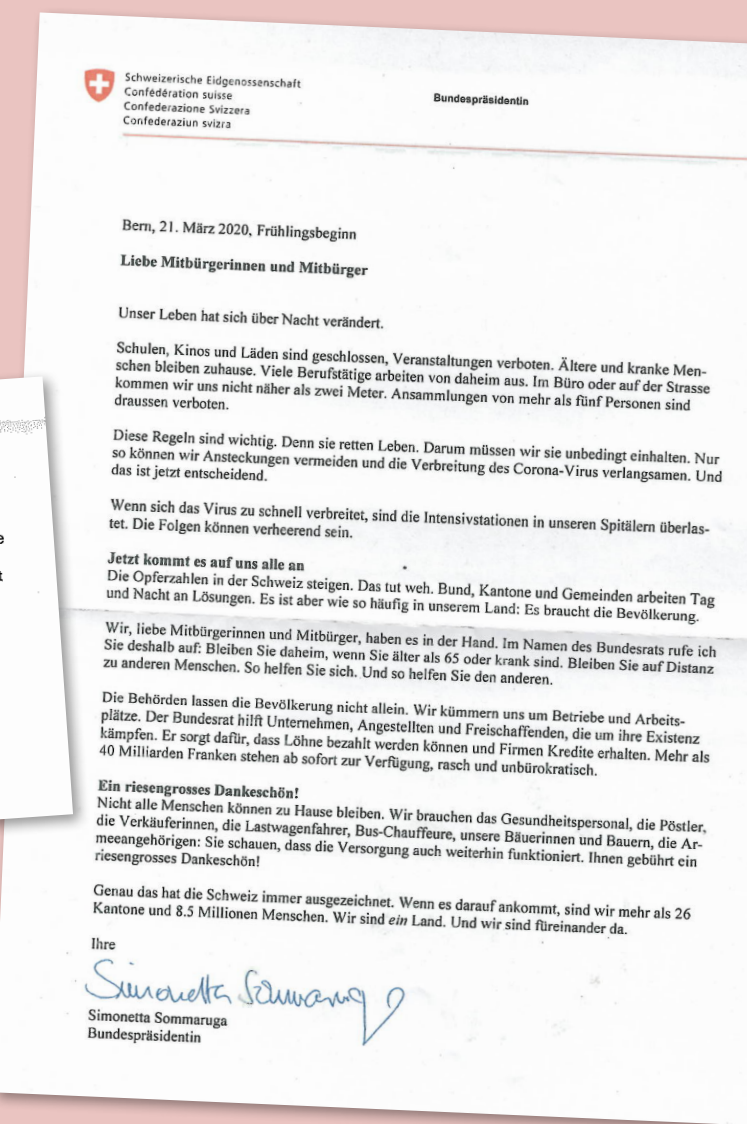 Schweizerische Eidgenossenschaft
Confédération suisse
Confederazione Svizzera
Confederaziun svizra
Bundespräsidentin
Bern, 21. März 2020, Frühlingsbeginn
Liebe Mitbürgerinnen und Mitbürger
Unser Leben hat sich über Nacht verändert.
Schulen, Kinos und Läden sind geschlossen, Veranstaltungen verboten. Ältere und kranke Men-
schen bleiben zuhause. Viele Berufstätige arbeiten von daheim aus. Im Büro oder auf der Strasse
kommen wir uns nicht näher als zwei Meter. Ansammlungen von mehr als fünf Personen sind
draussen verboten.
Diese Regeln sind wichtig. Denn sie retten Leben. Darum müssen wir sie unbedingt einhalten. Nur
so können wir Ansteckungen vermeiden und die Verbreitung des Corona-Virus verlangsamen. Und
das ist jetzt entscheidend.
Wenn sich das Virus zu schnell verbreitet, sind die Intensivstationen in unseren Spitälern überlas-
tet. Die Folgen können verheerend sein.
Jetzt kommt es auf uns alle an
Die Opferzahlen in der Schweiz steigen. Das tut weh. Bund, Kantone und Gemeinden arbeiten Tag
und Nacht an Lösungen. Es ist aber wie so häufig in unserem Land: Es braucht die Bevölkerung.
Wir, liebe Mitbürgerinnen und Mitbürger, haben es in der Hand. Im Namen des Bundesrats rufe ich
Sie deshalb auf: Bleiben Sie daheim, wenn Sie älter als 65 oder krank sind. Bleiben Sie auf Distanz
zu anderen Menschen. So helfen Sie sich. Und so helfen Sie den anderen.
Die Behörden lassen die Bevölkerung nicht allein. Wir kümmern uns um Betriebe und Arbeits-
plätze. Der Bundesrat hilft Unternehmen, Angestellten und Freischaffenden, die um ihre Existenz
kämpfen. Er sorgt dafür, dass Löhne bezahlt werden können und Firmen Kredite erhalten. Mehr als
40 Milliarden Franken stehen ab sofort zur Verfügung, rasch und unbürokratisch.
Ein riesengrosses Dankeschön!
Nicht alle Menschen können zu Hause bleiben. Wir brauchen das Gesundheitspersonal, die Pöstler,
die Verkäuferinnen, die Lastwagenfahrer, Bus-Chauffeure, unsere Bäuerinnen und Bauern, die Ar-
meeangehörigen: Sie schauen, dass die Versorgung auch weiterhin funktioniert. Ihnen gebührt ein
riesengrosses Dankeschön!
Genau das hat die Schweiz immer ausgezeichnet. Wenn es darauf ankommt, sind wir mehr als 26
Kantone und 8.5 Millionen Menschen. Wir sind ein Land. Und wir sind füreinander da.
Ihre
Simonetta Sommaruga
Simonetta Sommaruga
Bundespräsidentin